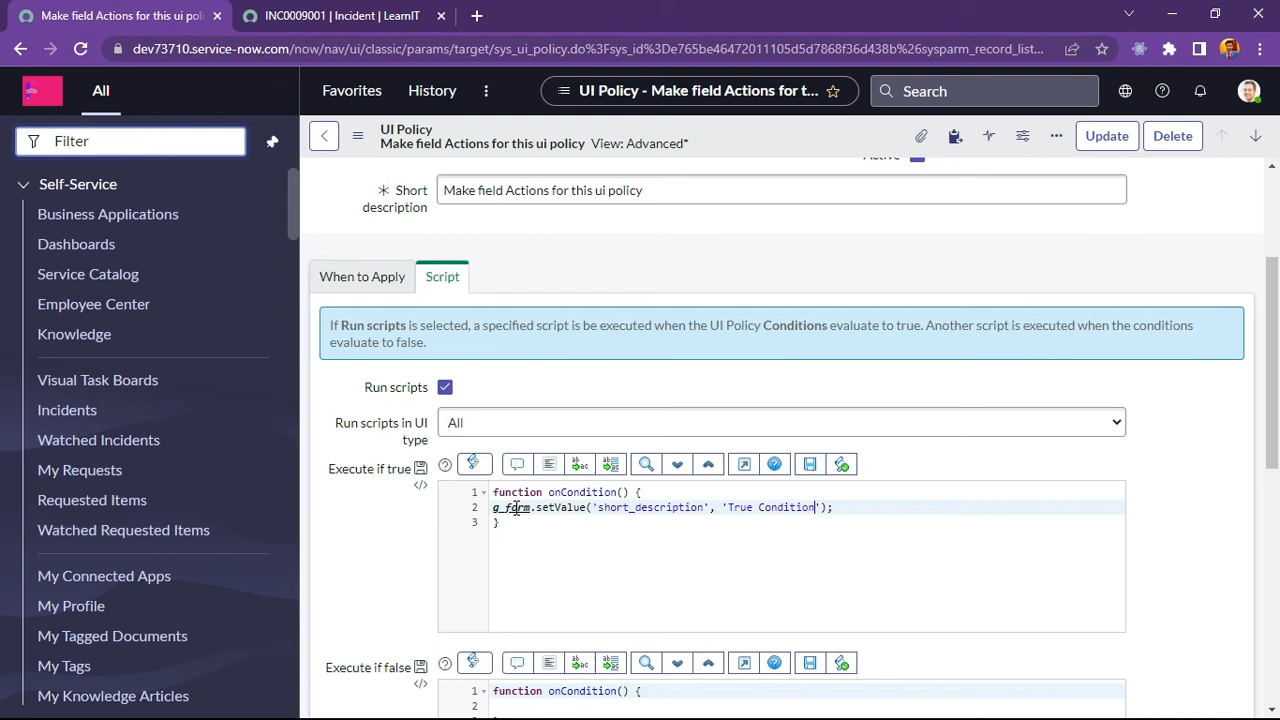 Make field Actions for this ui poli
INC0009001 | Incident | LearnIT
dev73710.service-now.com/now/nav/ui/classic/params/target/sys_ui_policy.do%3Fsys_id%3De765be46472011105d5d7868f36d438b%26sysparm_record_list...
All
Favorites
History
UI Policy - Make field Actions for t...
Search
Filter
UI Policy
Make field Actions for this ui policy View: Advanced*
Update
Delete
Self-Service
Business Applications
Dashboards
Service Catalog
Employee Center
Knowledge
Visual Task Boards
Incidents
Watched Incidents
My Requests
Requested Items
Watched Requested Items
My Connected Apps
My Profile
My Tagged Documents
My Tags
My Knowledge Articles
Active
Short description
Make field Actions for this ui policy
When to Apply
Script
If Run scripts is selected, a specified script is executed when the UI Policy Conditions evaluate to true. Another script is executed when the conditions
evaluate to false.
Run scripts
Run scripts in UI
type
All
Execute if true
1 function onCondition() {
2 g_form.setValue('short_description', 'True Condition');
3 }
Execute if false
1 function onCondition() {
2